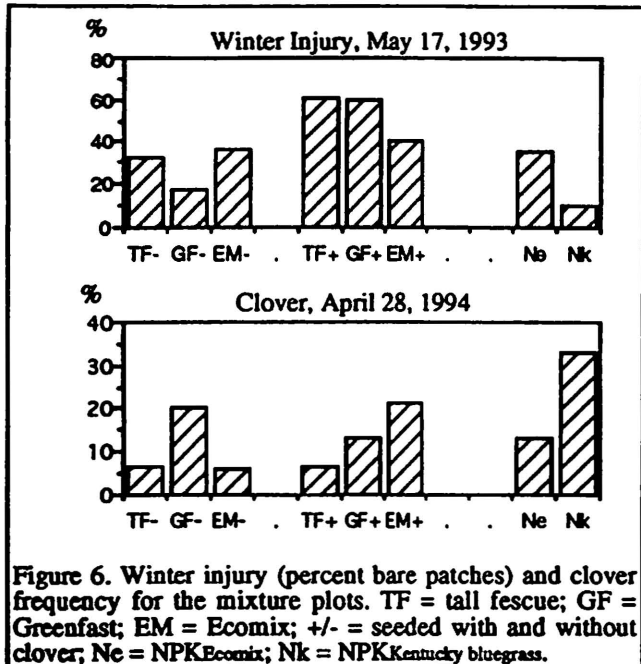 %
Winter Injury, May 17, 1993
80
60
40
20
0
TF- GF- EM- . TF+ GF+ EM+ . . Ne Nk
%
Clover, April 28, 1994
40
30
20
10
0
TF- GF- EM- . TF+ GF+ EM+ . . Ne Nk
Figure 6. Winter injury (percent bare patches) and clover
frequency for the mixture plots. TF = tall fescue; GF =
Greenfast; EM = Ecomix; +/- = seeded with and without
clover; Ne = NPKEcomix; Nk = NPKKentucky bluegrass.